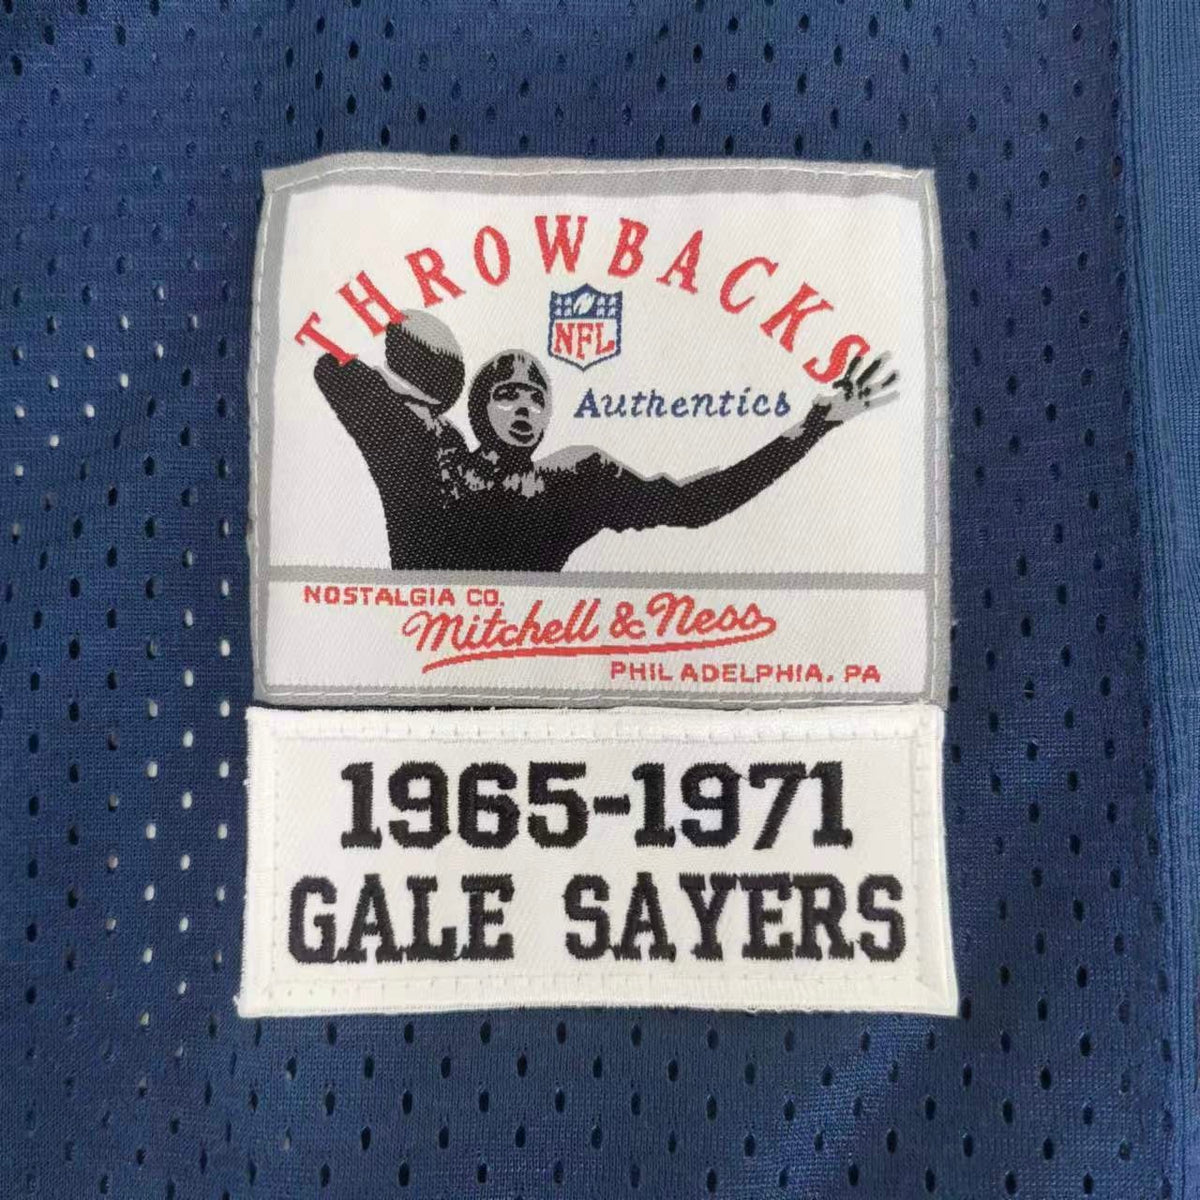 THROWBACKS
NFL
Authentics
NOSTALGIA CO.
Mitchell & Ness
PHILADELPHIA, PA
1965-1971
GALE SAYERS